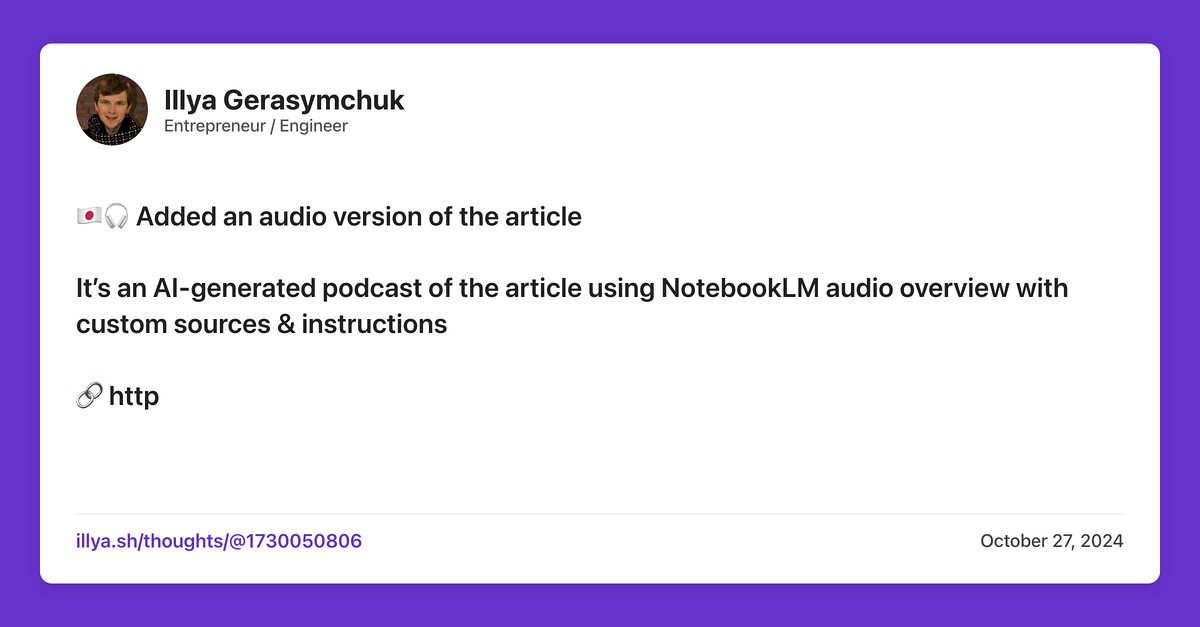 Illya Gerasymchuk
Entrepreneur / Engineer
🇯🇵🎧 Added an audio version of the article
It’s an AI-generated podcast of the article using NotebookLM audio overview with
custom sources & instructions
🔗 http
illya.sh/thoughts/@1730050806
October 27, 2024